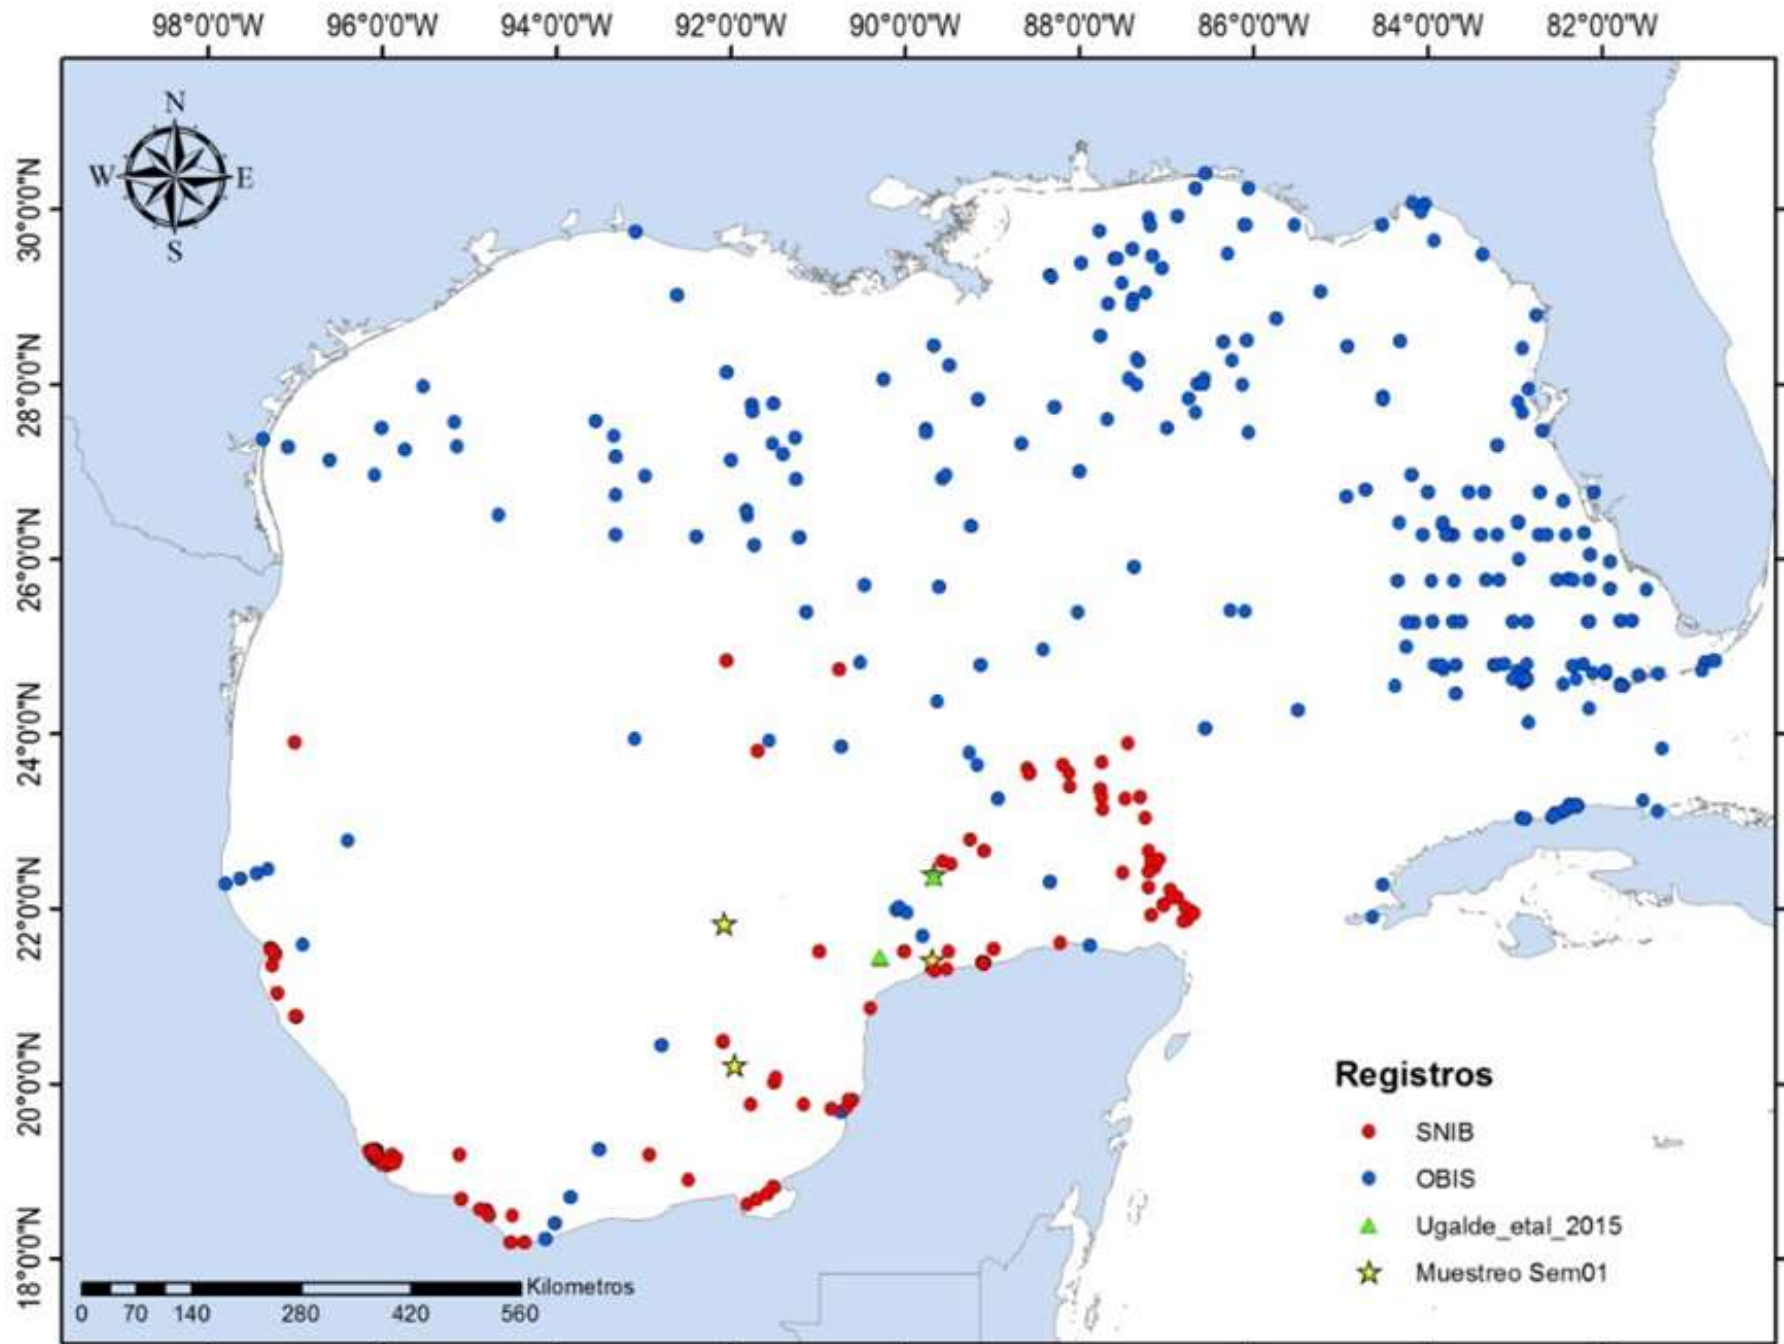 98°0'0"W 96°0'0"W 94°0'0"W 92°0'0"W 90°0'0"W 88°0'0"W 86°0'0"W 84°0'0"W 82°0'0"W
N
W E
S
30°0'0"N
28°0'0"N
26°0'0"N
24°0'0"N
22°0'0"N
20°0'0"N
18°0'0"N
Registros
SNIB
OBIS
Ugalde_etal_2015
Muestreo Sem01
Kilometros
0 70 140 280 420 560